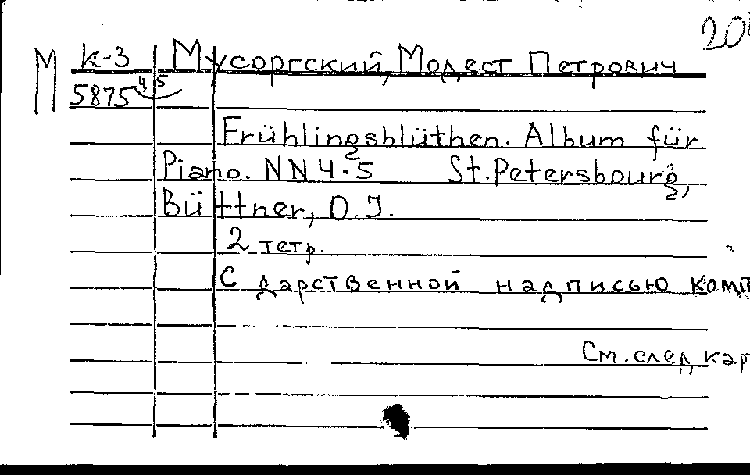 20
М К-3 Мусоргский, Модест Петрович
5875 4,5
Frühlingsblüthen. Album für
Piano. NN 4-5 St. Petersbourg,
Büttner, D. J.
2 тетр.
С дарственной надписью комп
См. след кар